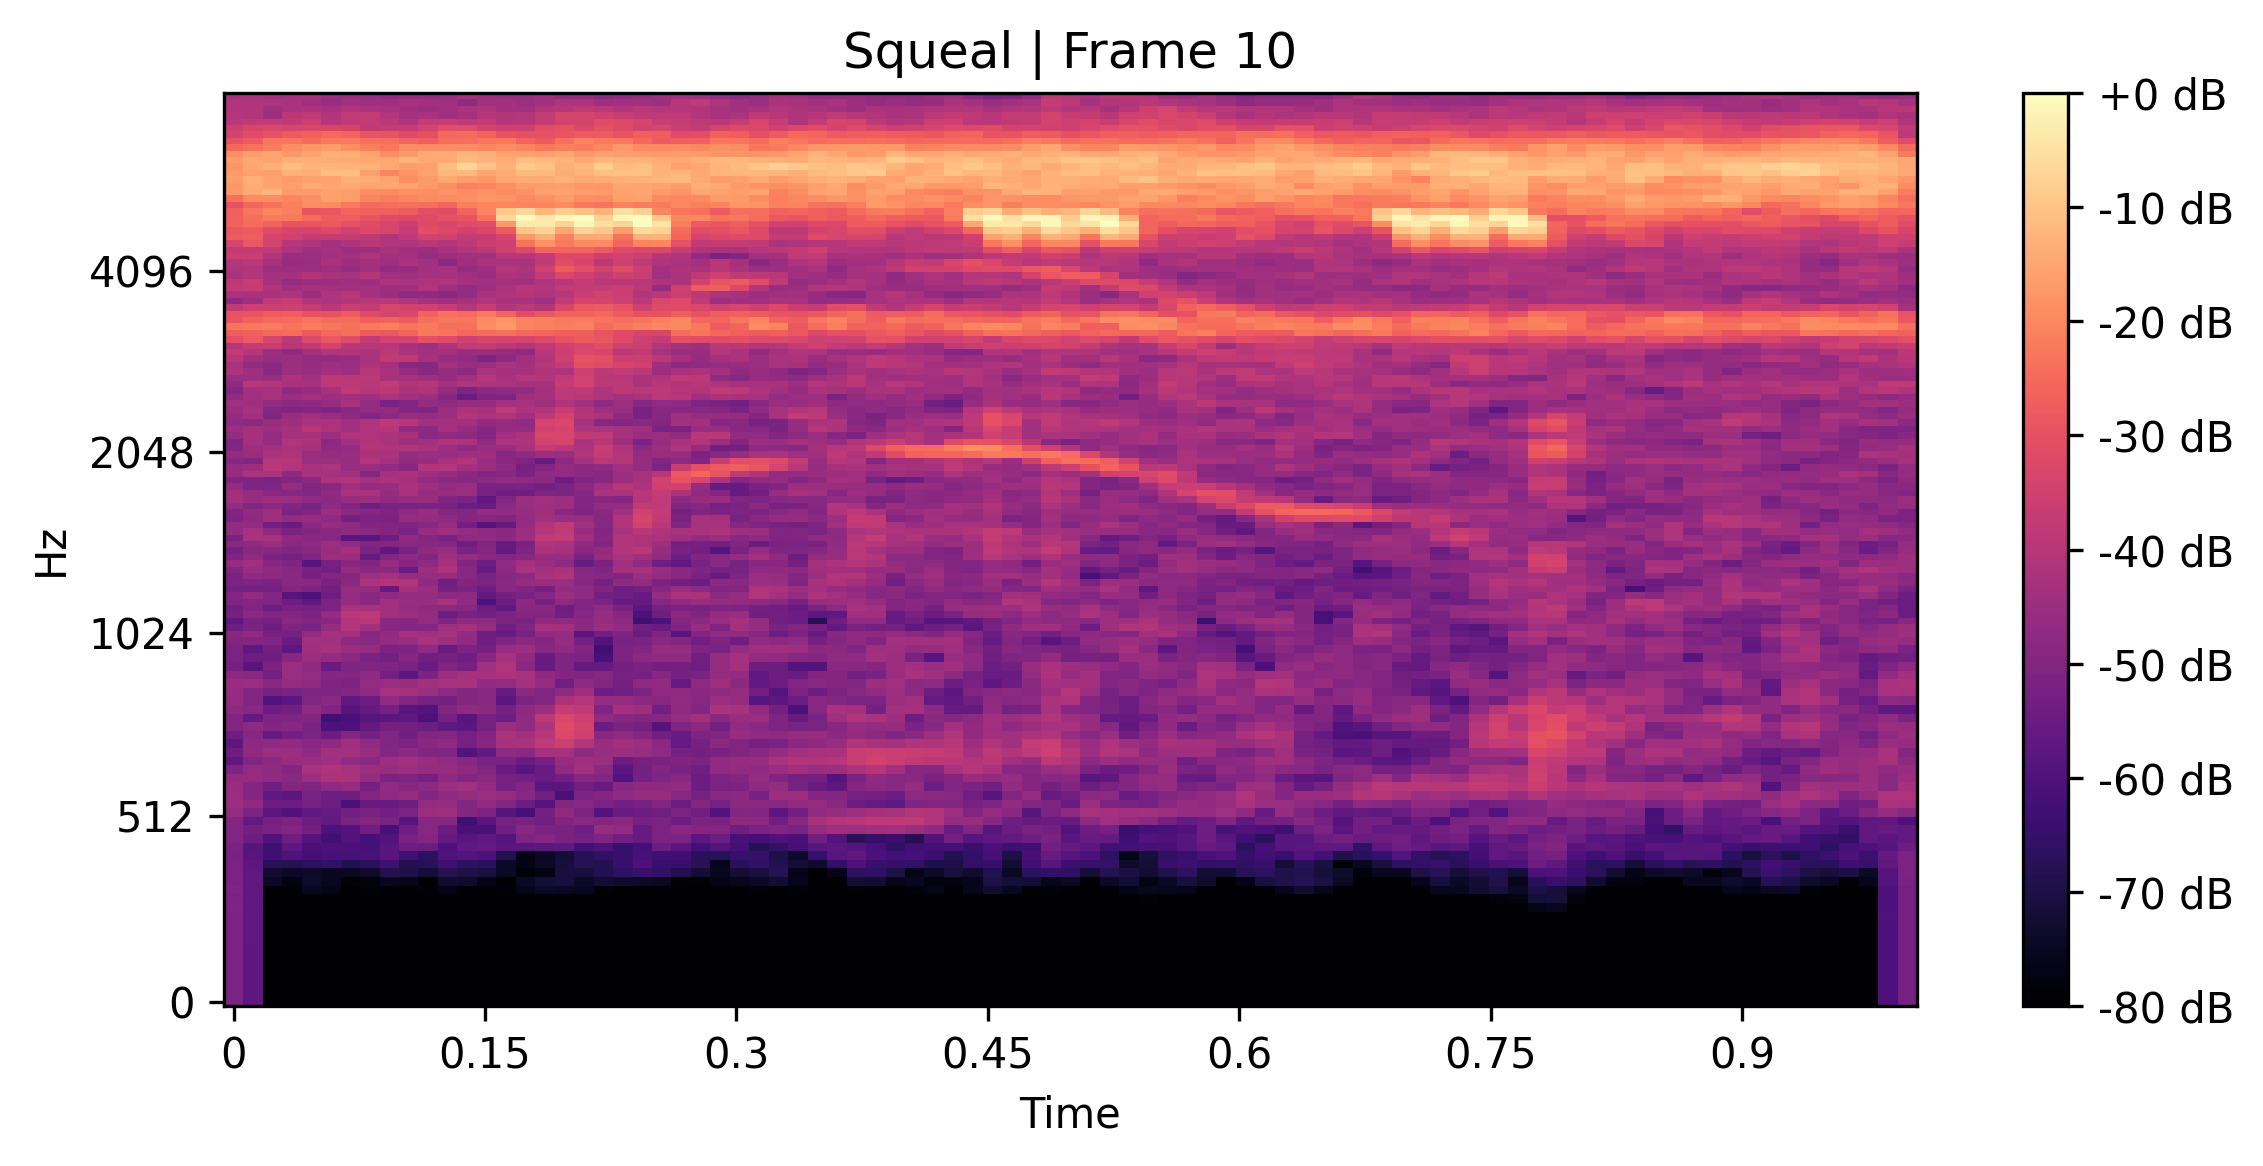 Squeal | Frame 10
+0 dB
-10 dB
-20 dB
-30 dB
-40 dB
-50 dB
-60 dB
-70 dB
-80 dB
4096
2048
1024
512
0
Hz
0 0.15 0.3 0.45 0.6 0.75 0.9
Time